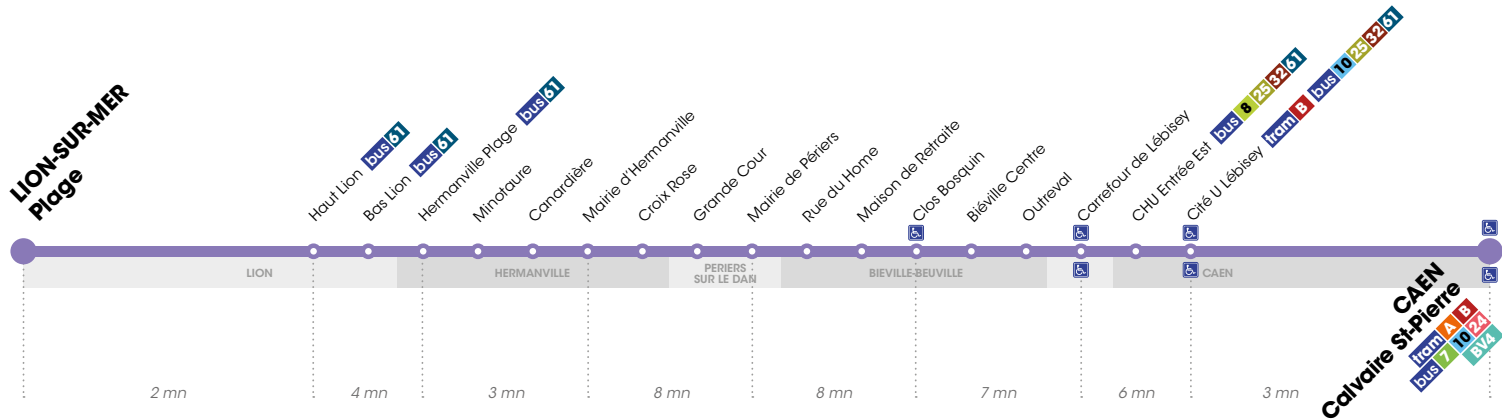 LION-SUR-MER
Plage
Haut Lion bus 61
Bas Lion bus 61
Hermanville Plage bus 61
Minotaure
Canardière
Mairie d'Hermanville
Croix Rose
Grande Cour
Mairie de Périers
Rue du Home
Maison de Retraite
Clos Bosquin
Biéville Centre
Outreval
Carrefour de Lébisey
CHU Entrée Est bus 8 25 32 61
Cité U Lébisey tram B bus 10 25 32 61
CAEN
Calvaire St-Pierre
tram A B
bus 7 10 24
BV4
LION
HERMANVILLE
PERIERS
SUR LE DAN
BIEVILLE-BEUVILLE
CAEN
2 mn
4 mn
3 mn
8 mn
8 mn
7 mn
6 mn
3 mn